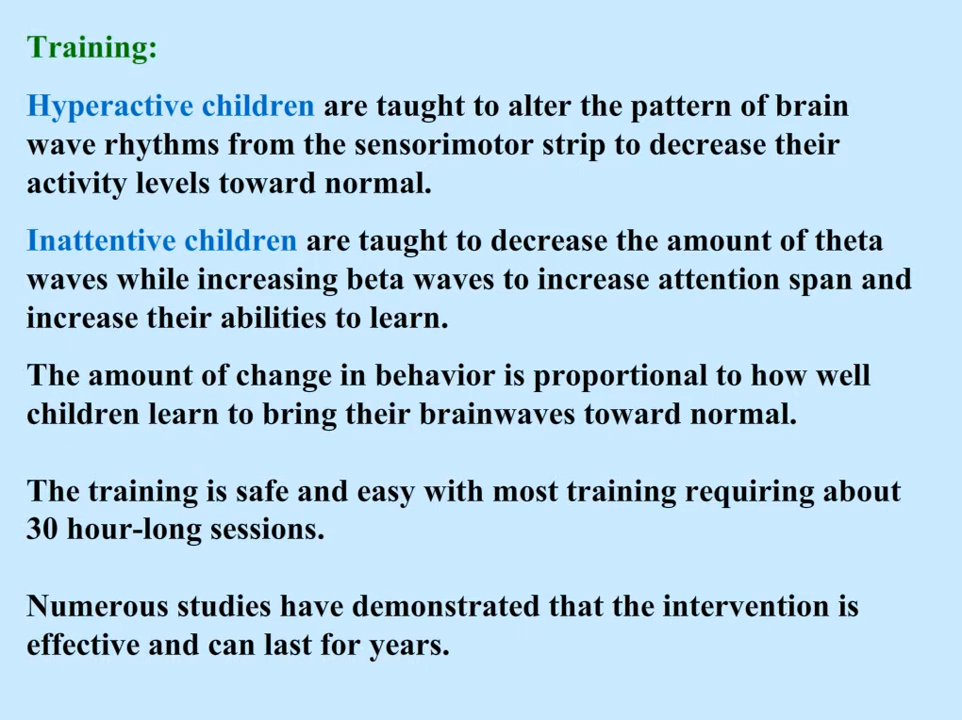 Training:
Hyperactive children are taught to alter the pattern of brain
wave rhythms from the sensorimotor strip to decrease their
activity levels toward normal.
Inattentive children are taught to decrease the amount of theta
waves while increasing beta waves to increase attention span and
increase their abilities to learn.
The amount of change in behavior is proportional to how well
children learn to bring their brainwaves toward normal.
The training is safe and easy with most training requiring about
30 hour-long sessions.
Numerous studies have demonstrated that the intervention is
effective and can last for years.